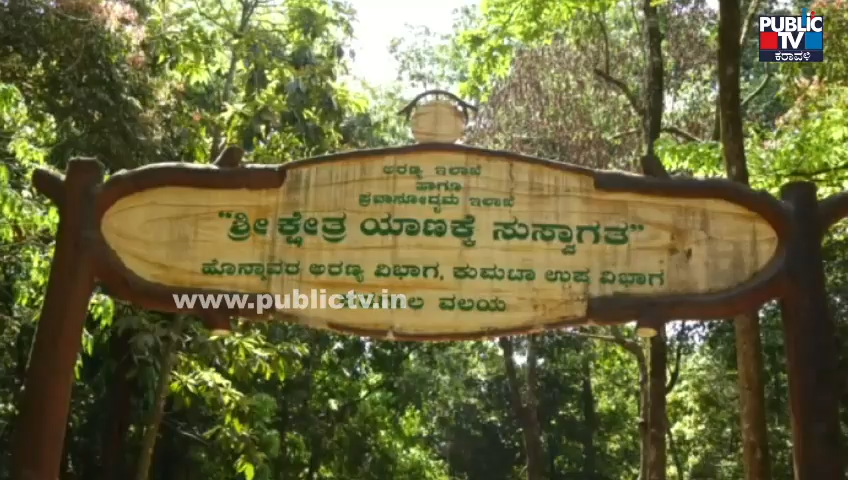 PUBLIC
TV
ಕರಾವಳಿ
ಅರಣ್ಯ ಇಲಾಖೆ
ಹಾಗೂ
ಪ್ರವಾಸೋದ್ಯಮ ಇಲಾಖೆ
"ಶ್ರೀ ಕ್ಷೇತ್ರ ಯಾಣಕ್ಕೆ ಸುಸ್ವಾಗತ"
ಹೊನ್ನಾವರ ಅರಣ್ಯ ವಿಭಾಗ, ಕುಮಟಾ ಉಪ ವಿಭಾಗ
www.publictv.in
ವಲಯ